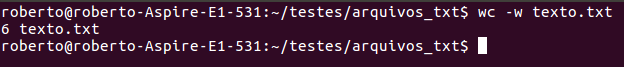 roberto@roberto-Aspire-E1-531:~/testes/arquivos_txt$ wc -w texto.txt
6 texto.txt
roberto@roberto-Aspire-E1-531:~/testes/arquivos_txt$